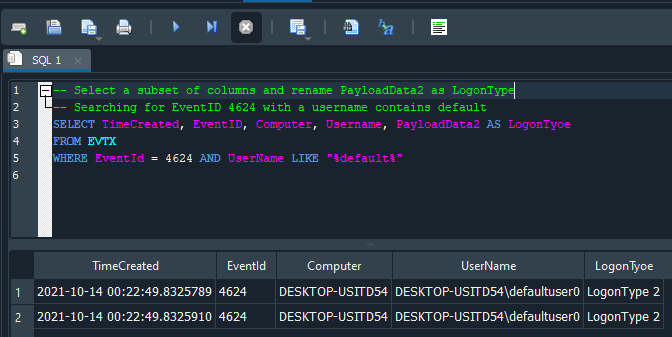 SQL 1
1 -- Select a subset of columns and rename PayloadData2 as LogonType
2 -- Searching for EventID 4624 with a username contains default
3 SELECT TimeCreated, EventID, Computer, Username, PayloadData2 AS LogonTyoe
4 FROM EVTX
5 WHERE EventId = 4624 AND UserName LIKE "%default%"
6
TimeCreated EventId Computer UserName LogonTyoe
1 2021-10-14 00:22:49.8325789 4624 DESKTOP-USITD54 DESKTOP-USITD54\defaultuser0 LogonType 2
2 2021-10-14 00:22:49.8325910 4624 DESKTOP-USITD54 DESKTOP-USITD54\defaultuser0 LogonType 2